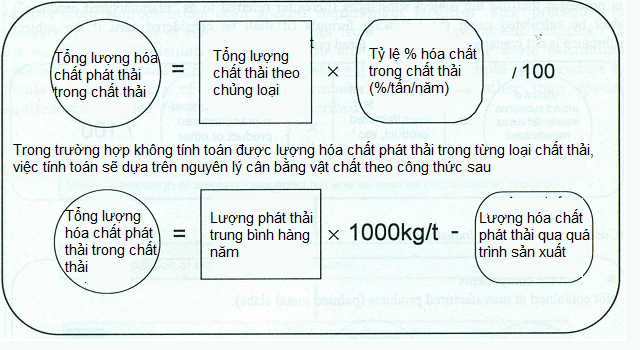 Tổng lượng hóa
chất phát thải
trong chất thải
=
Tổng lượng
chất thải theo
chủng loại
×
Tỷ lệ % hóa chất
trong chất thải
(%/tấn/năm)
/ 100
Trong trường hợp không tính toán được lượng hóa chất phát thải trong từng loại chất thải,
việc tính toán sẽ dựa trên nguyên lý cân bằng vật chất theo công thức sau
Tổng lượng
hóa chất phát
thải trong chất
thải
=
Lượng phát thải
trung bình hàng
năm
× 1000kg/t -
Lượng hóa chất
phát thải qua quá
trình sản xuất